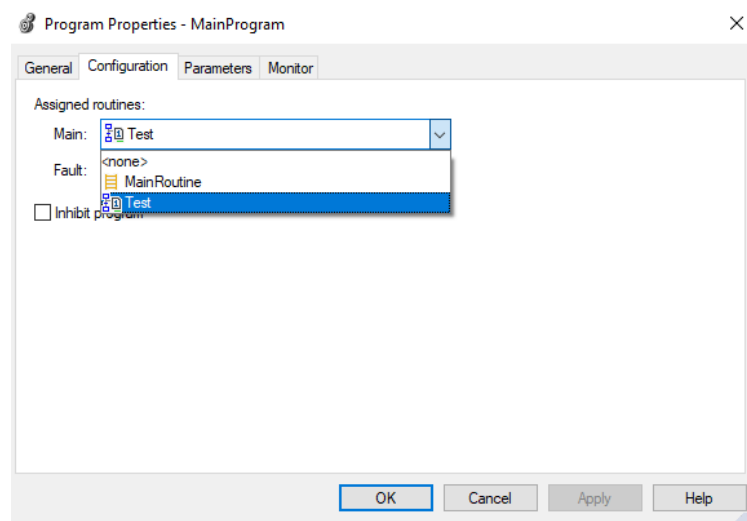 Program Properties - MainProgram
General Configuration Parameters Monitor
Assigned routines:
Main: Test
<none>
Fault:
MainRoutine
Test
Inhibit program
OK Cancel Apply Help